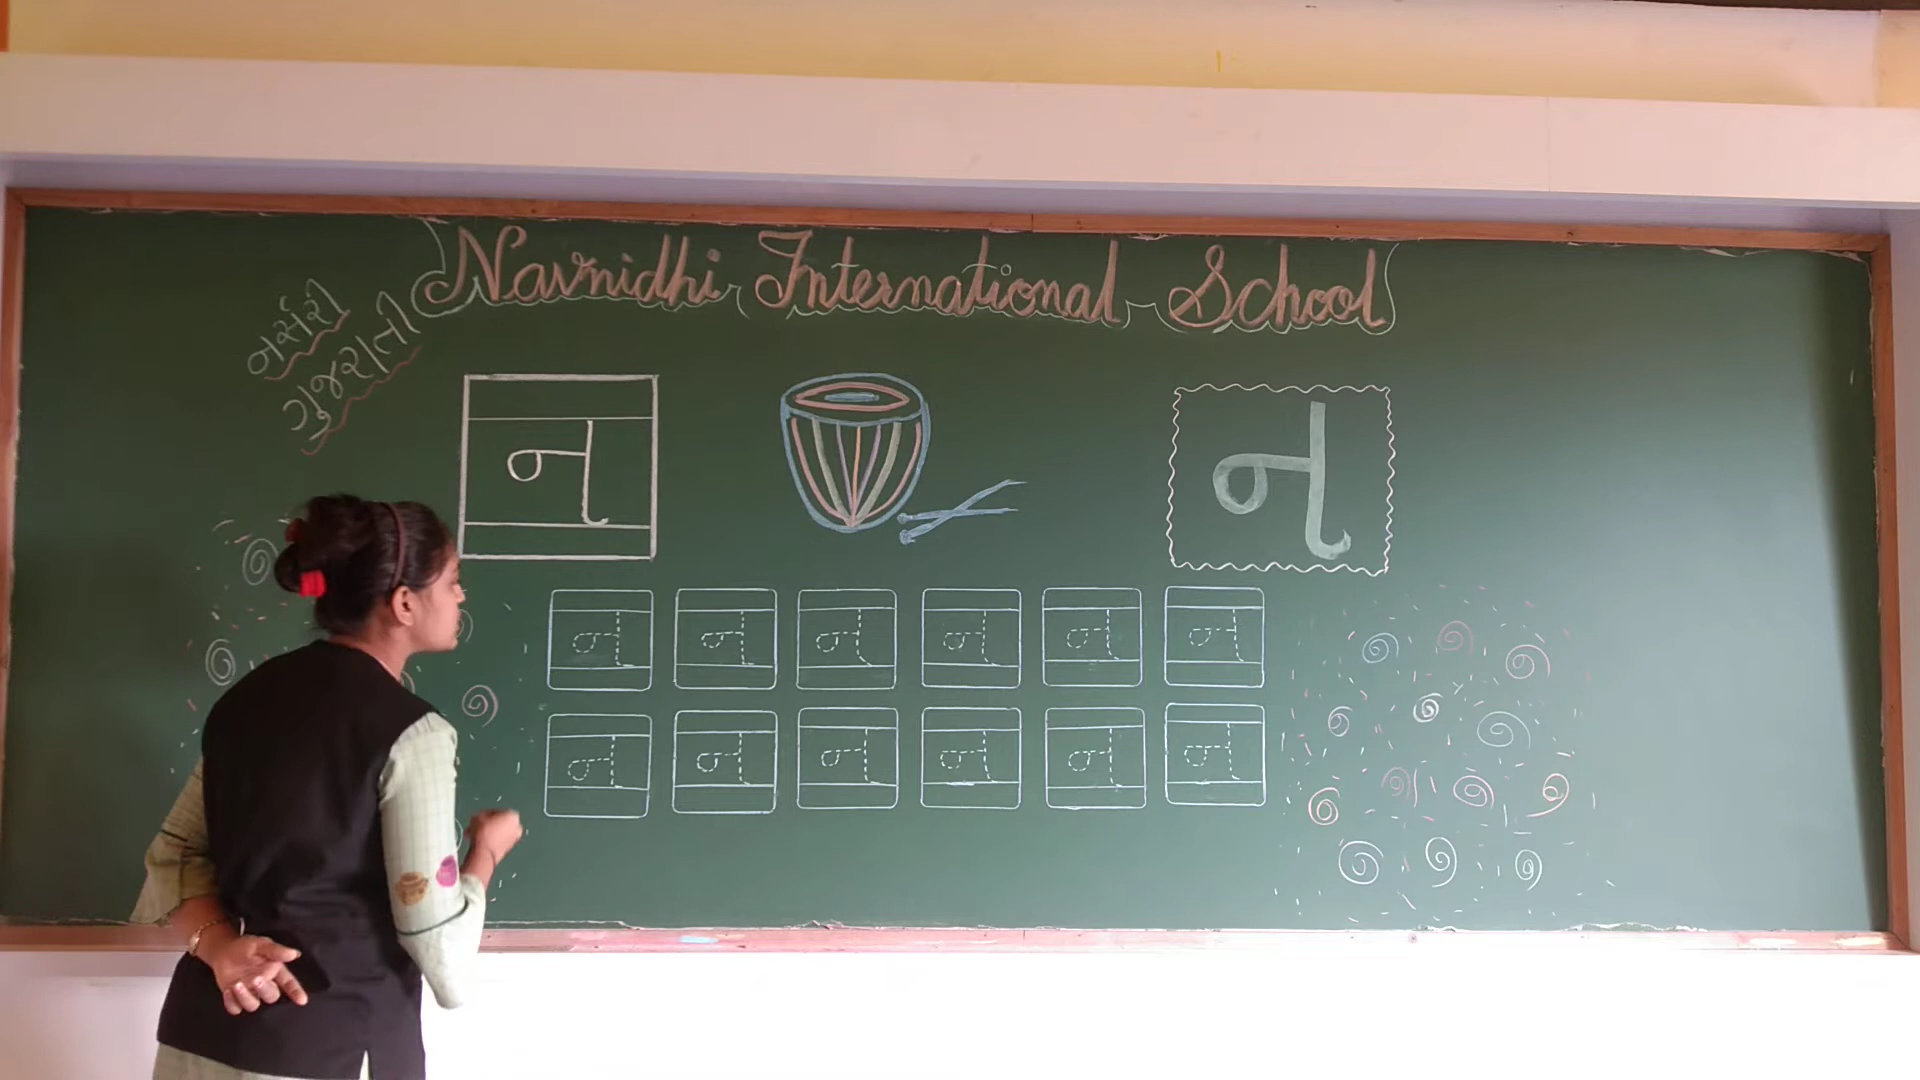 Navnidhi International School
નર્સરી
ગુજરાતી
ન ન
ન ન ન ન ન ન
ન ન ન ન ન ન